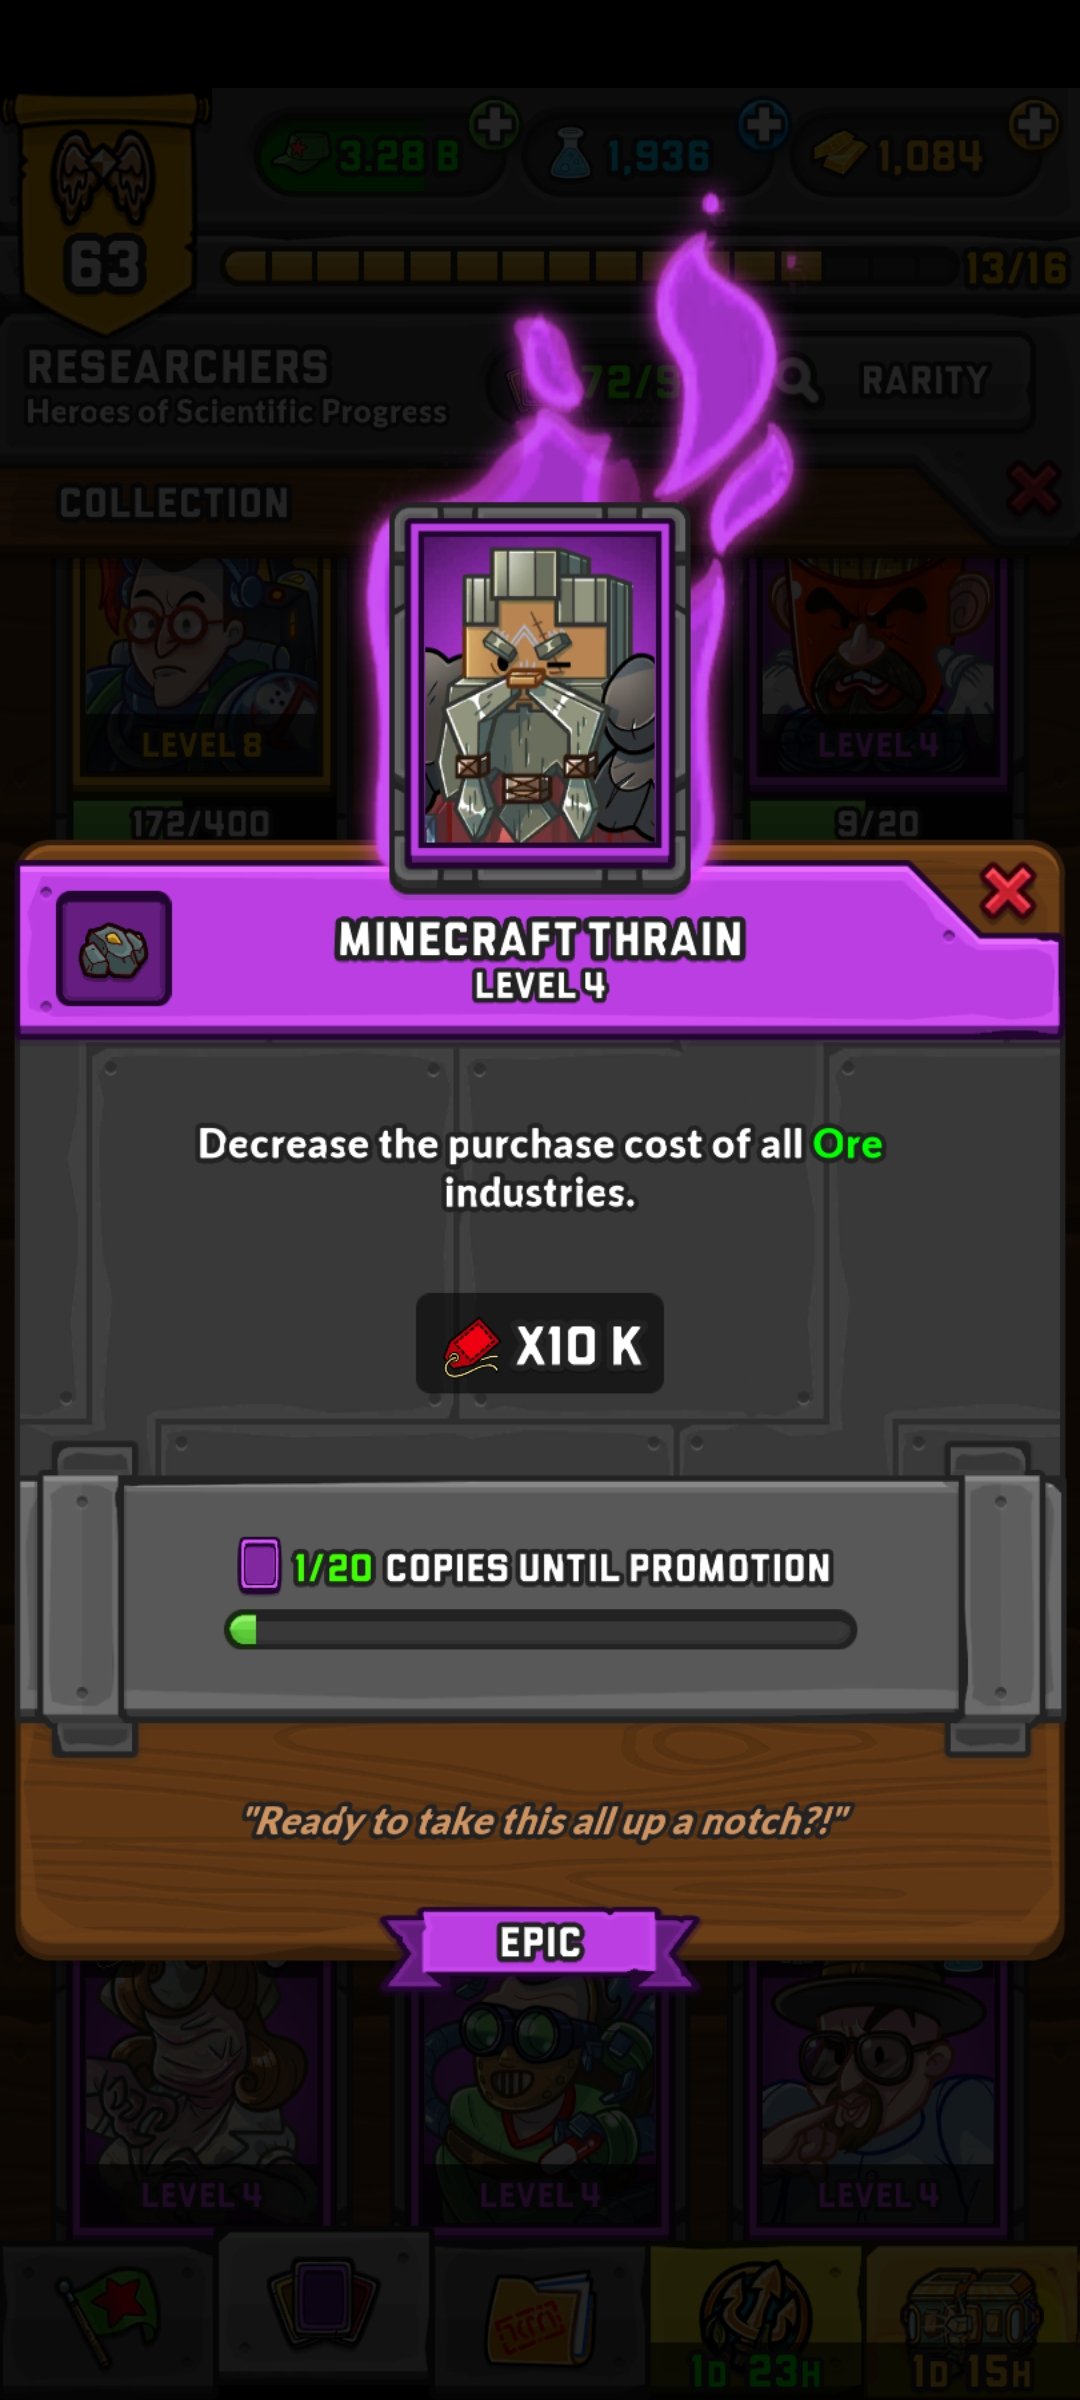 3.28 B
1,936
1,084
63
13/16
RESEARCHERS
Heroes of Scientific Progress
RARITY
COLLECTION
LEVEL 8
LEVEL 4
172/400
9/20
MINECRAFT THRAIN
LEVEL 4
Decrease the purchase cost of all Ore
industries.
X10 K
1/20 COPIES UNTIL PROMOTION
"Ready to take this all up a notch?!"
EPIC
LEVEL 4
LEVEL 4
LEVEL 4
1D 23H
1D 15H